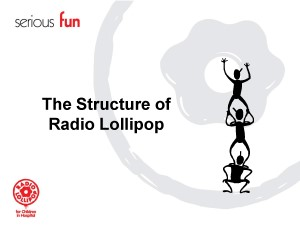 serious fun
The Structure of
Radio Lollipop
RADIO
LOLLIPOP
for Children
in Hospital